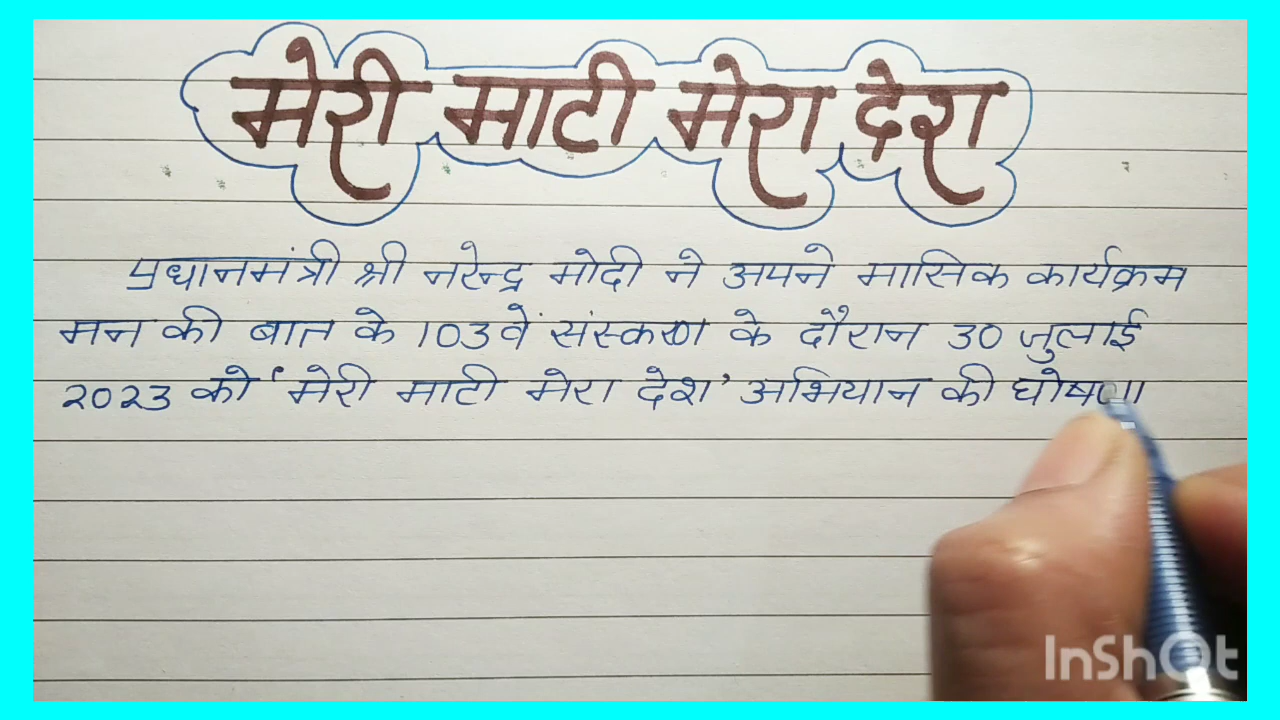 मेरी माटी मेरा देश
प्रधानमंत्री श्री नरेन्द्र मोदी ने अपने मासिक कार्यक्रम
मन की बात के 103वें संस्करण के दौरान 30 जुलाई
2023 को 'मेरी माटी मेरा देश' अभियान की घोषणा
InShOt